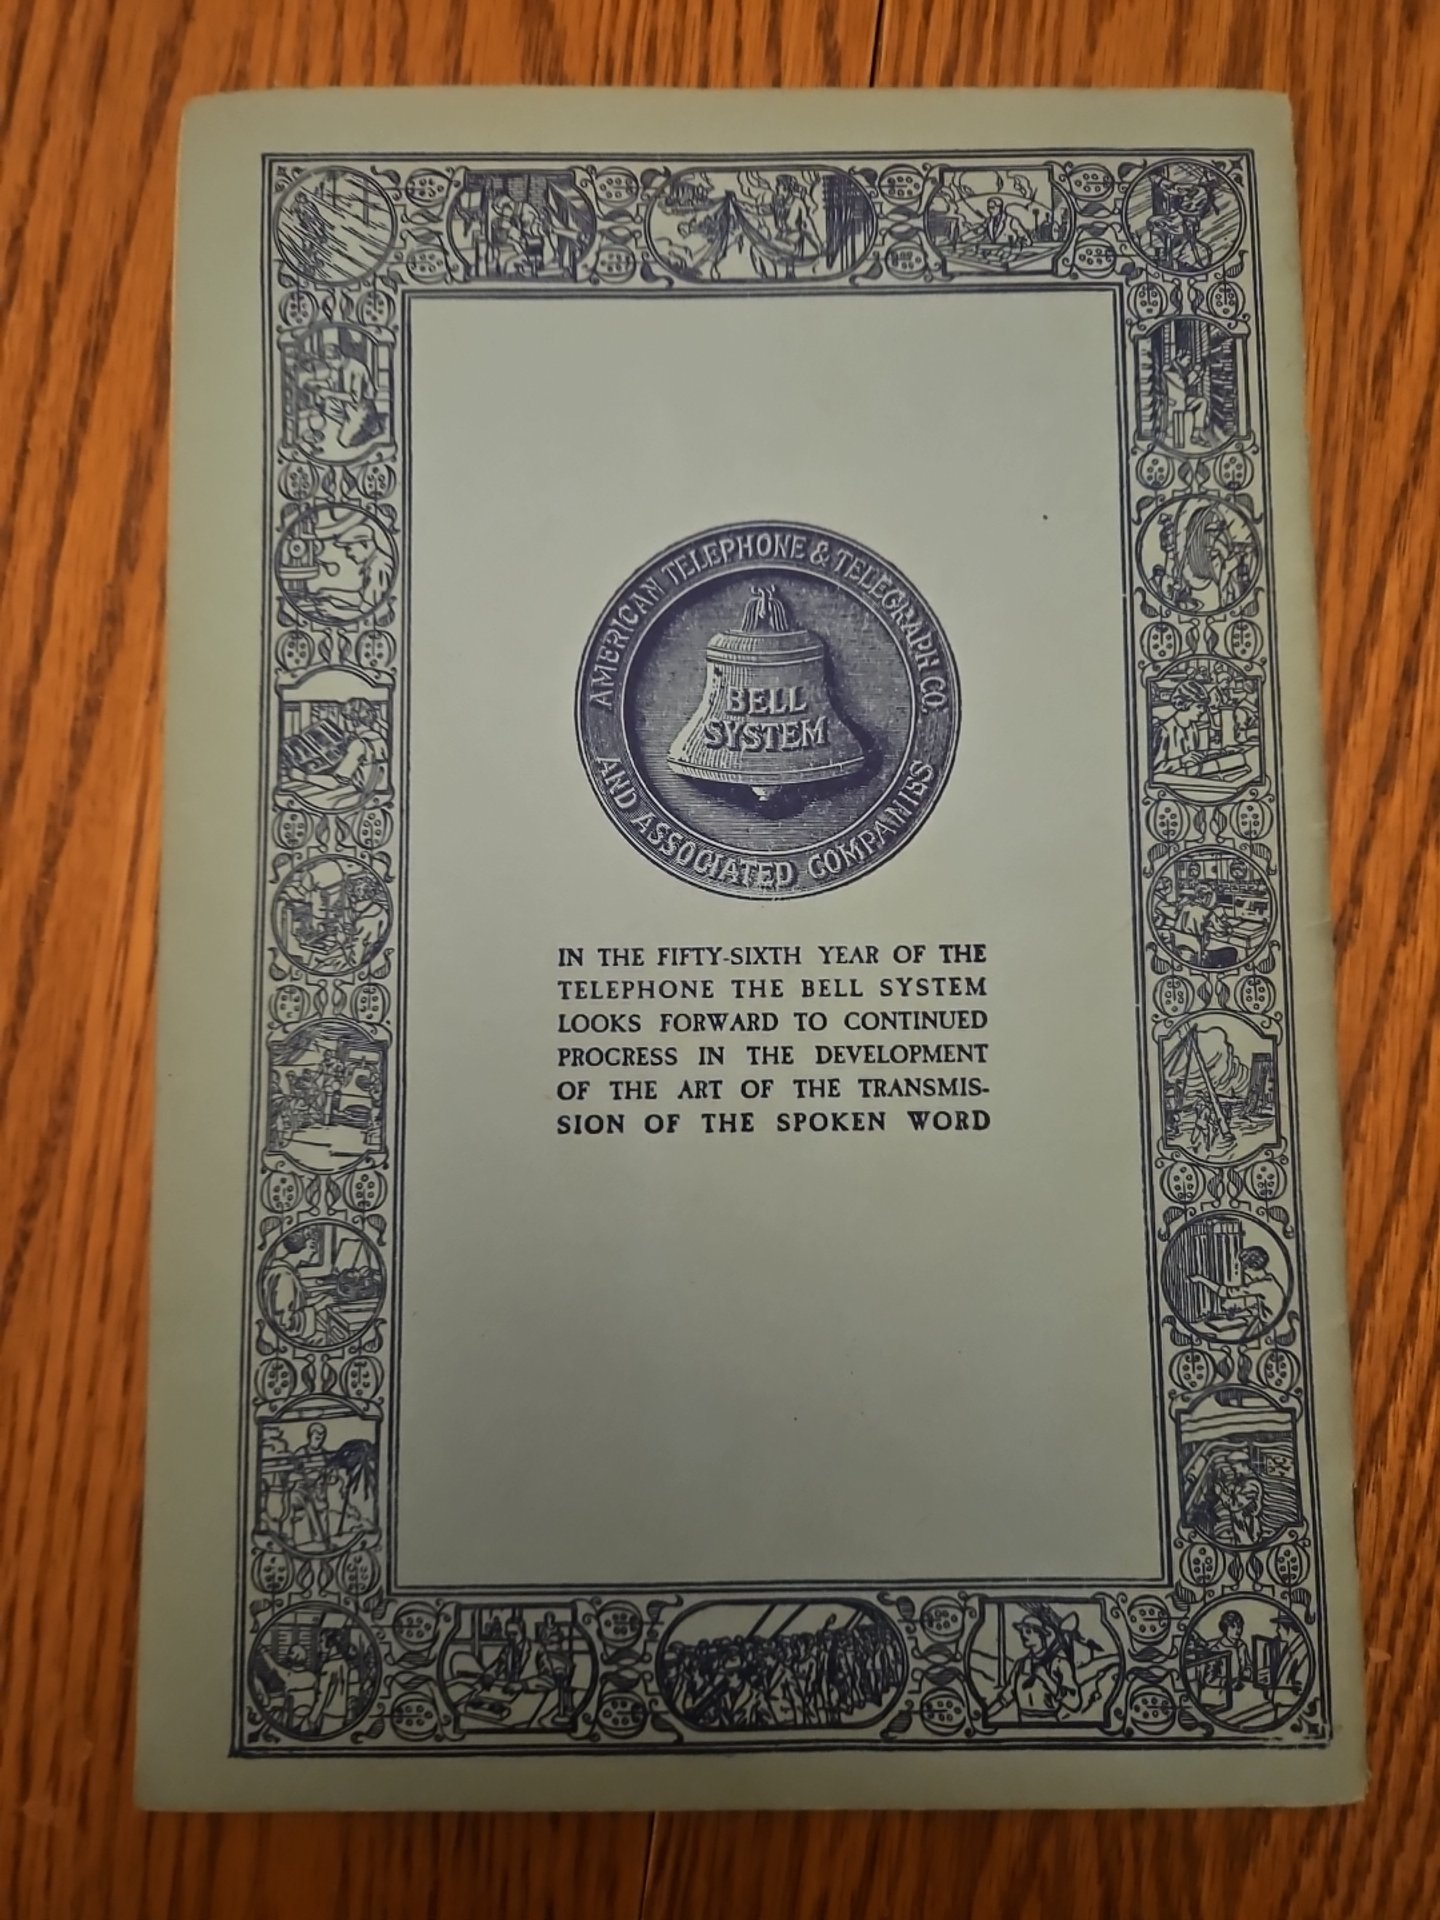 AMERICAN TELEPHONE & TELEGRAPH CO.
BELL
SYSTEM
AND ASSOCIATED COMPANIES
IN THE FIFTY-SIXTH YEAR OF THE
TELEPHONE THE BELL SYSTEM
LOOKS FORWARD TO CONTINUED
PROGRESS IN THE DEVELOPMENT
OF THE ART OF THE TRANSMIS-
SION OF THE SPOKEN WORD